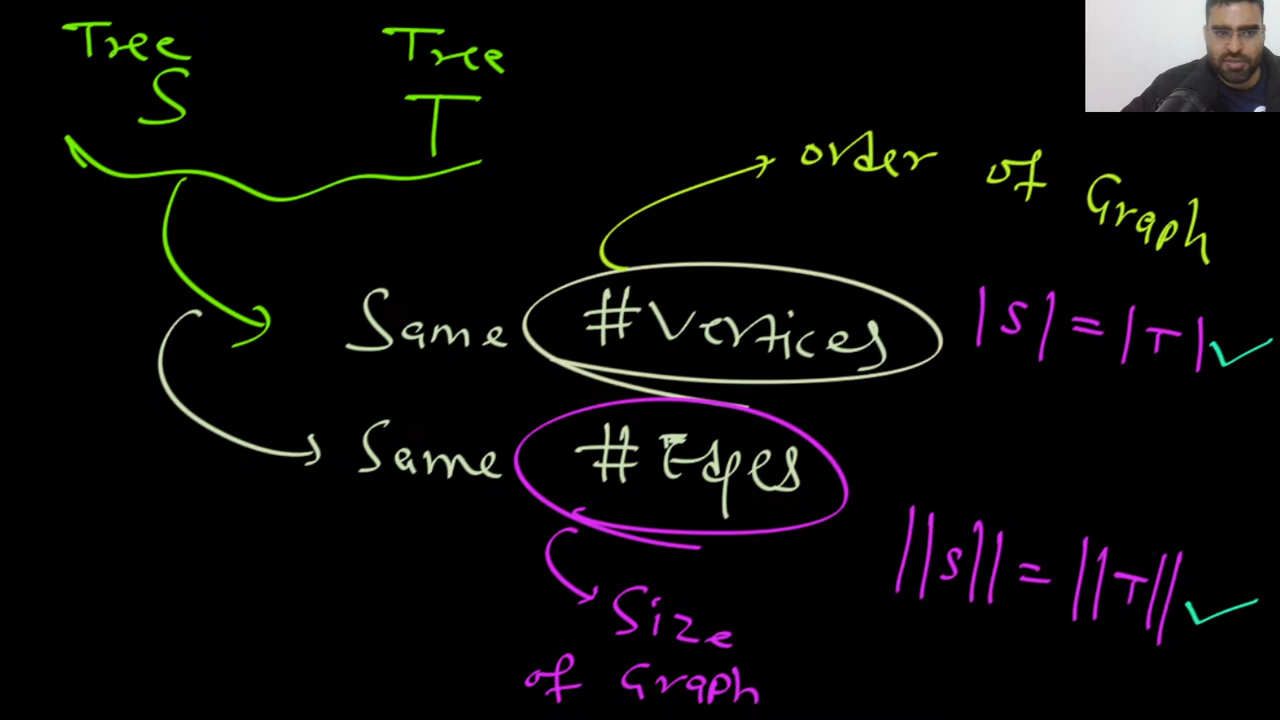 Tree Tree
S T
order of Graph
Same #Vertices |S| = |T|
Same #Edges
||S|| = ||T||
Size
of Graph